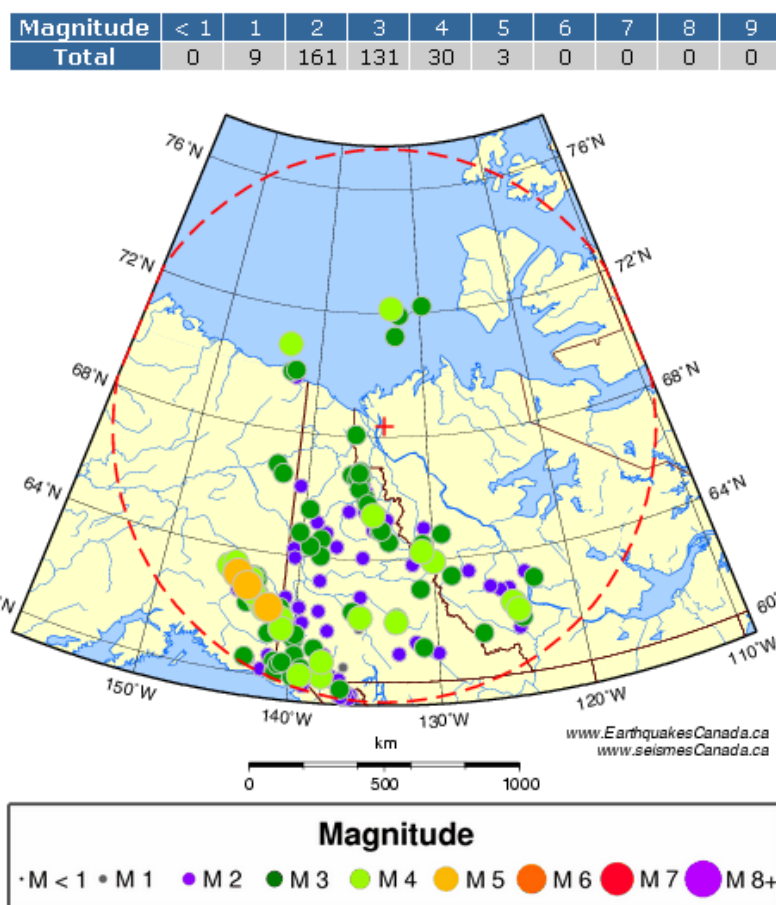 Magnitude < 1 1 2 3 4 5 6 7 8 9
Total 0 9 161 131 30 3 0 0 0 0
76°N 76°N
72°N 72°N
68°N 68°N
64°N 64°N
°N 60°
150°W 140°W 130°W 120°W 110°W
www.EarthquakesCanada.ca
www.seismesCanada.ca
km
0 500 1000
Magnitude
M < 1 M 1 M 2 M 3 M 4 M 5 M 6 M 7 M 8+